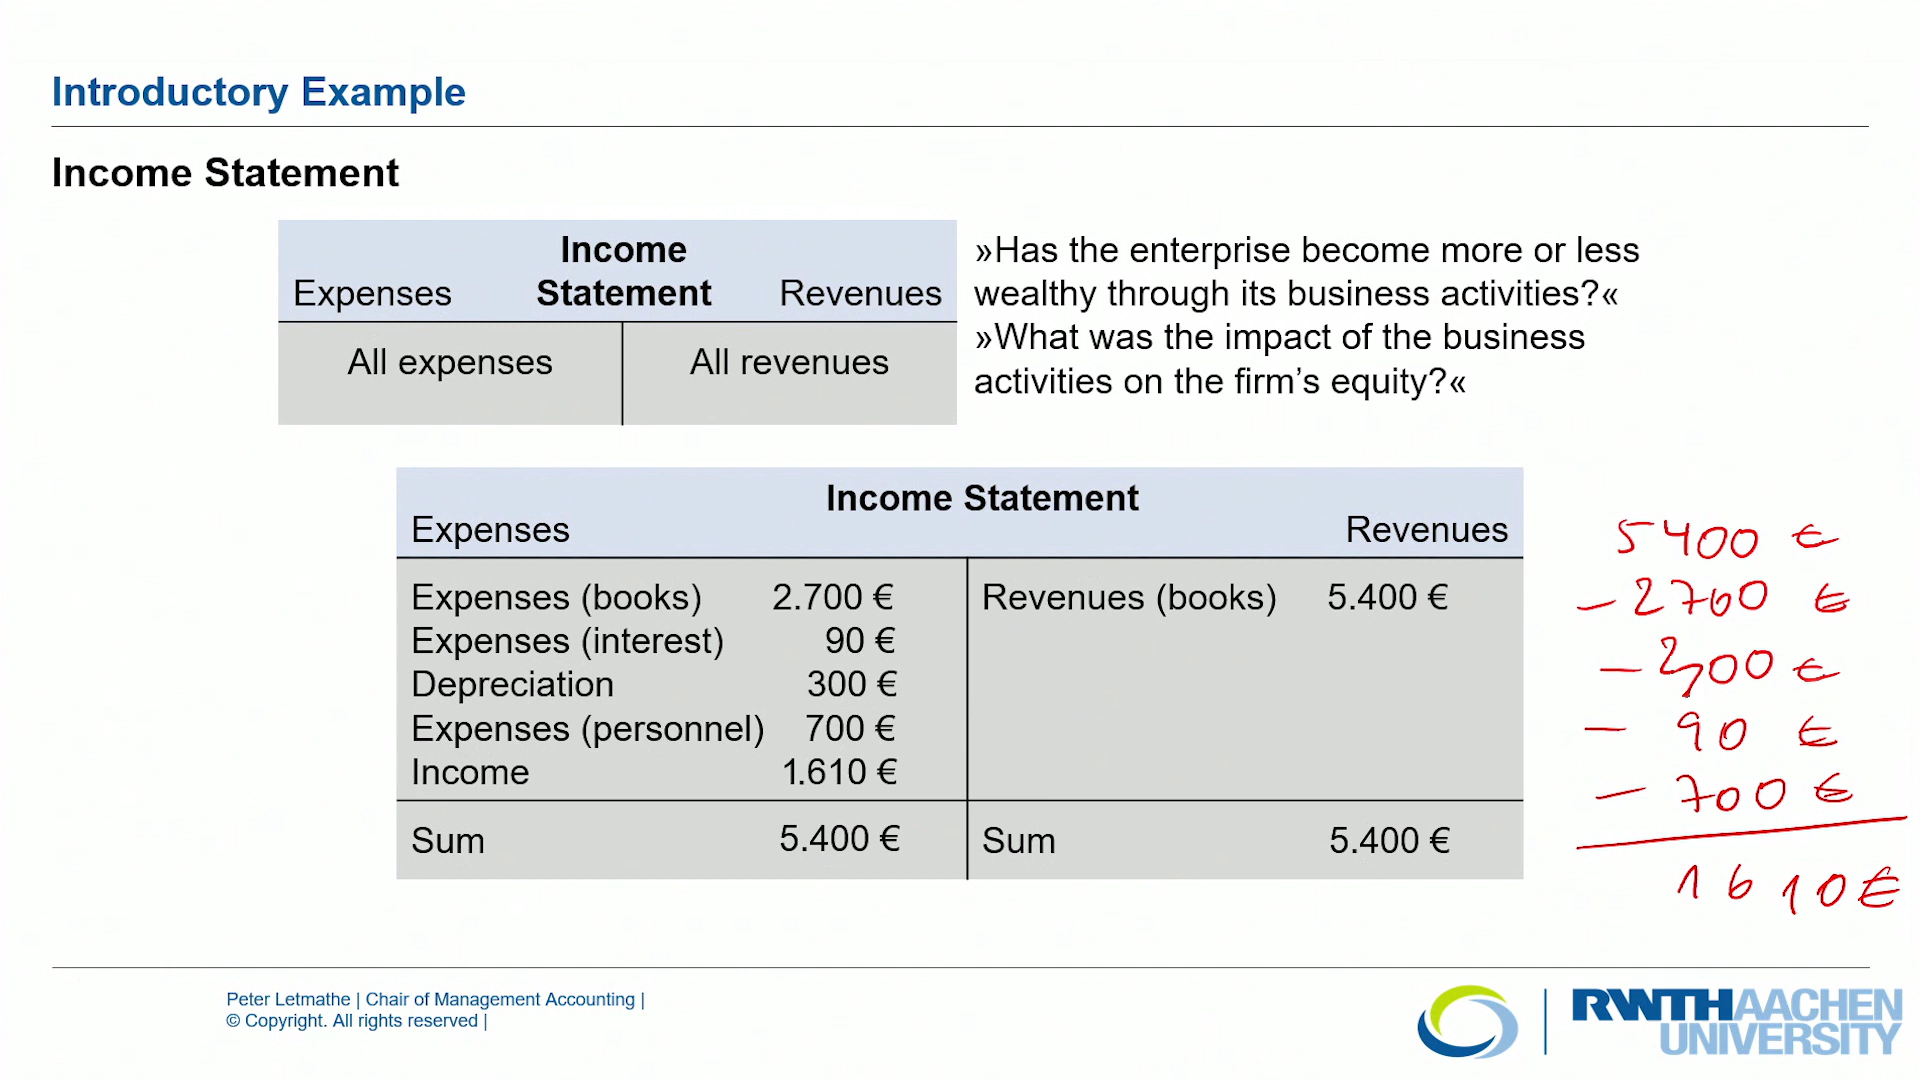 Introductory Example
Income Statement
Income
Expenses Statement Revenues
All expenses All revenues
»Has the enterprise become more or less
wealthy through its business activities?«
»What was the impact of the business
activities on the firm's equity?«
Income Statement
Expenses Revenues
Expenses (books) 2.700 € Revenues (books) 5.400 €
Expenses (interest) 90 €
Depreciation 300 €
Expenses (personnel) 700 €
Income 1.610 €
Sum 5.400 € Sum 5.400 €
5400 €
- 2700 €
- 300 €
- 90 €
- 700 €
1610 €
Peter Letmathe | Chair of Management Accounting |
© Copyright. All rights reserved |
RWTH AACHEN
UNIVERSITY